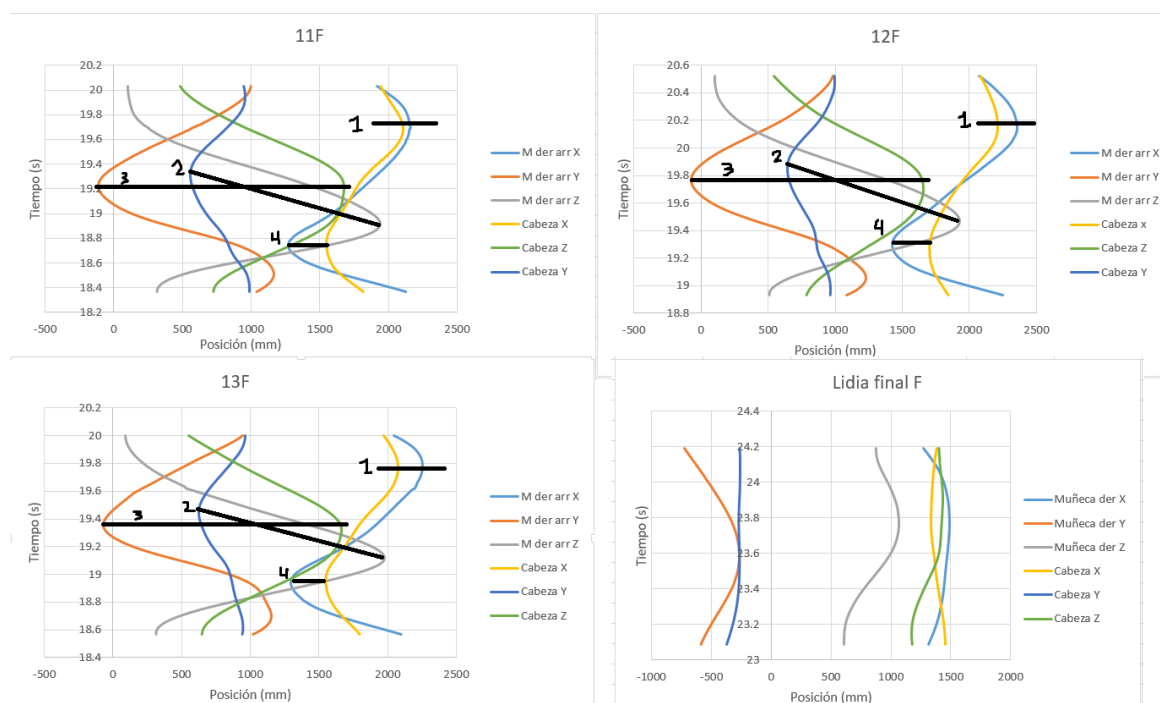 11F
20.2
20
19.8
19.6
19.4
19.2
19
18.8
18.6
18.4
18.2
-500 0 500 1000 1500 2000 2500
Tiempo (s)
Posición (mm)
1
2
3
4
M der arr X
M der arr Y
M der arr Z
Cabeza X
Cabeza Z
Cabeza Y
12F
20.6
20.4
20.2
20
19.8
19.6
19.4
19.2
19
18.8
-500 0 500 1000 1500 2000 2500
Tiempo (s)
Posición (mm)
1
2
3
4
M der arr X
M der arr Y
M der arr Z
Cabeza x
Cabeza Z
Cabeza Y
13F
20.2
20
19.8
19.6
19.4
19.2
19
18.8
18.6
18.4
-500 0 500 1000 1500 2000 2500
Tiempo (s)
Posición (mm)
1
2
3
4
M der arr X
M der arr Y
M der arr Z
Cabeza X
Cabeza Y
Cabeza Z
Lidia final F
24.4
24.2
24
23.8
23.6
23.4
23.2
23
-1000 -500 0 500 1000 1500 2000
Tiempo (s)
Posición (mm)
Muñeca der X
Muñeca der Y
Muñeca der Z
Cabeza X
Cabeza Y
Cabeza Z